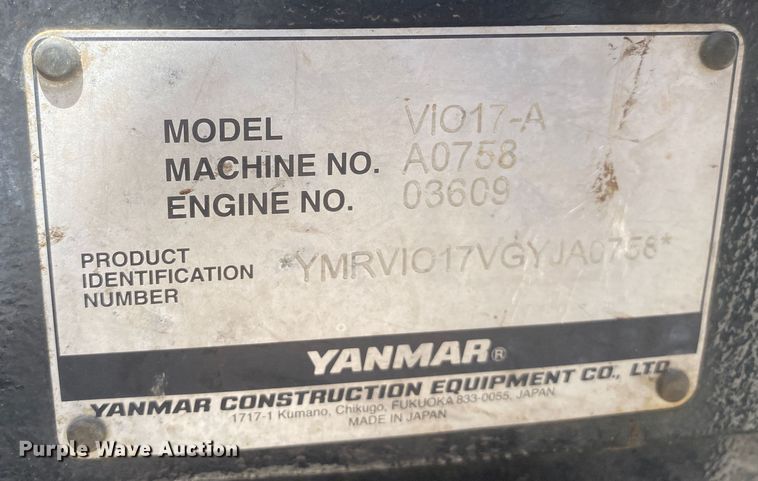 MODEL VIO17-A
MACHINE NO. A0758
ENGINE NO. 03609
PRODUCT
IDENTIFICATION *YMRVIO17VGYJA0758*
NUMBER
YANMAR®
YANMAR CONSTRUCTION EQUIPMENT CO., LTD
1717-1 Kumano, Chikugo, FUKUOKA 833-0055, JAPAN
MADE IN JAPAN
Purple Wave Auction